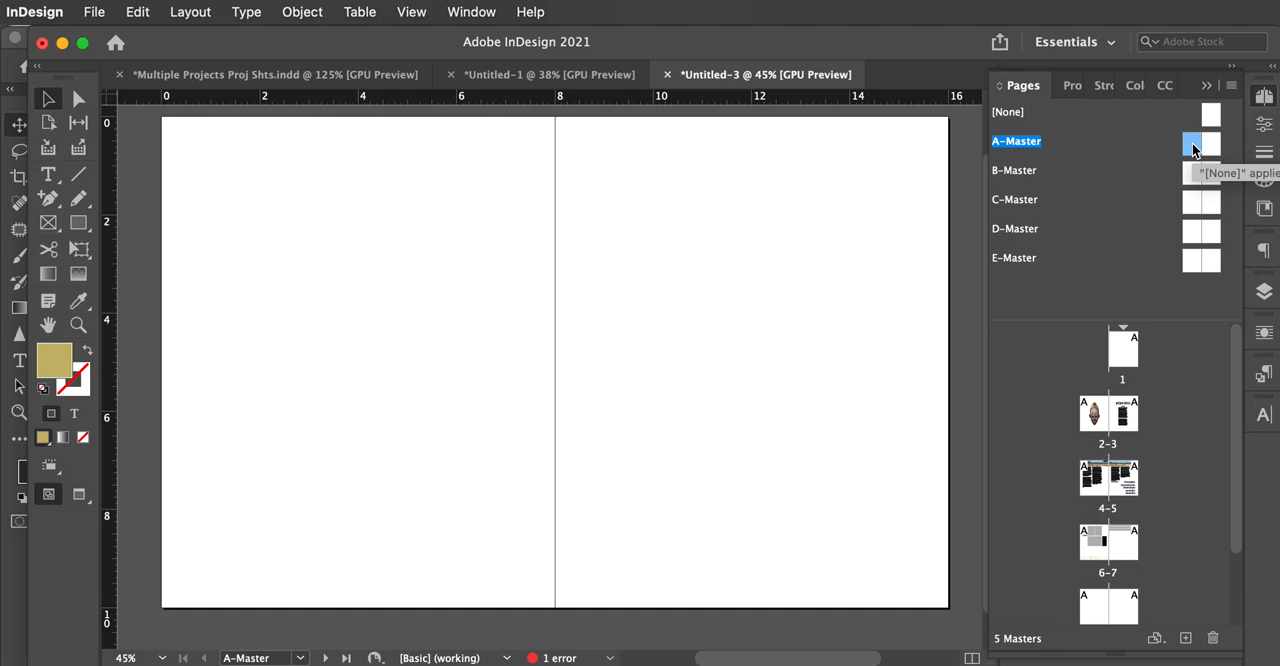 InDesign File Edit Layout Type Object Table View Window Help
Adobe InDesign 2021
Essentials
Adobe Stock
*Multiple Projects Proj Shts.indd @ 125% [GPU Preview]
*Untitled-1 @ 38% [GPU Preview]
*Untitled-3 @ 45% [GPU Preview]
Pages Pro Strc Col CC
0 2 4 6 8 10 12 14 16
0
2
4
6
8
1
0
[None]
A-Master
"[None]" applie
B-Master
C-Master
D-Master
E-Master
A
1
A A
2-3
A A
4-5
A A
6-7
A A
5 Masters
45%
A-Master
[Basic] (working)
1 error